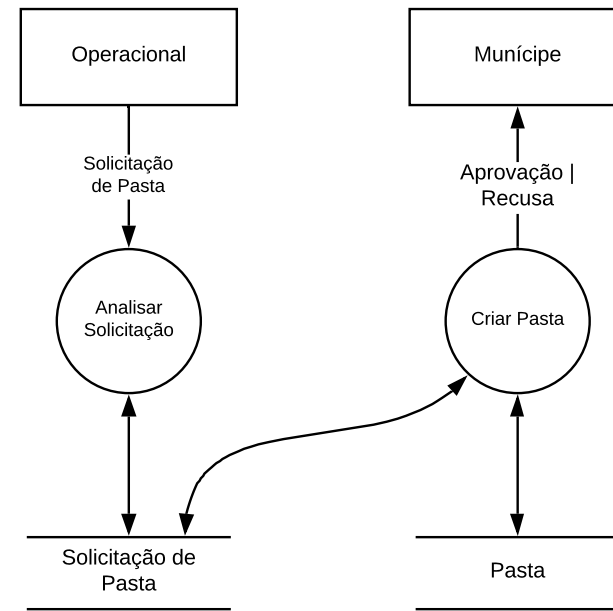 Operacional
Munícipe
Solicitação
de Pasta
Aprovação |
Recusa
Analisar
Solicitação
Criar Pasta
Solicitação de
Pasta
Pasta